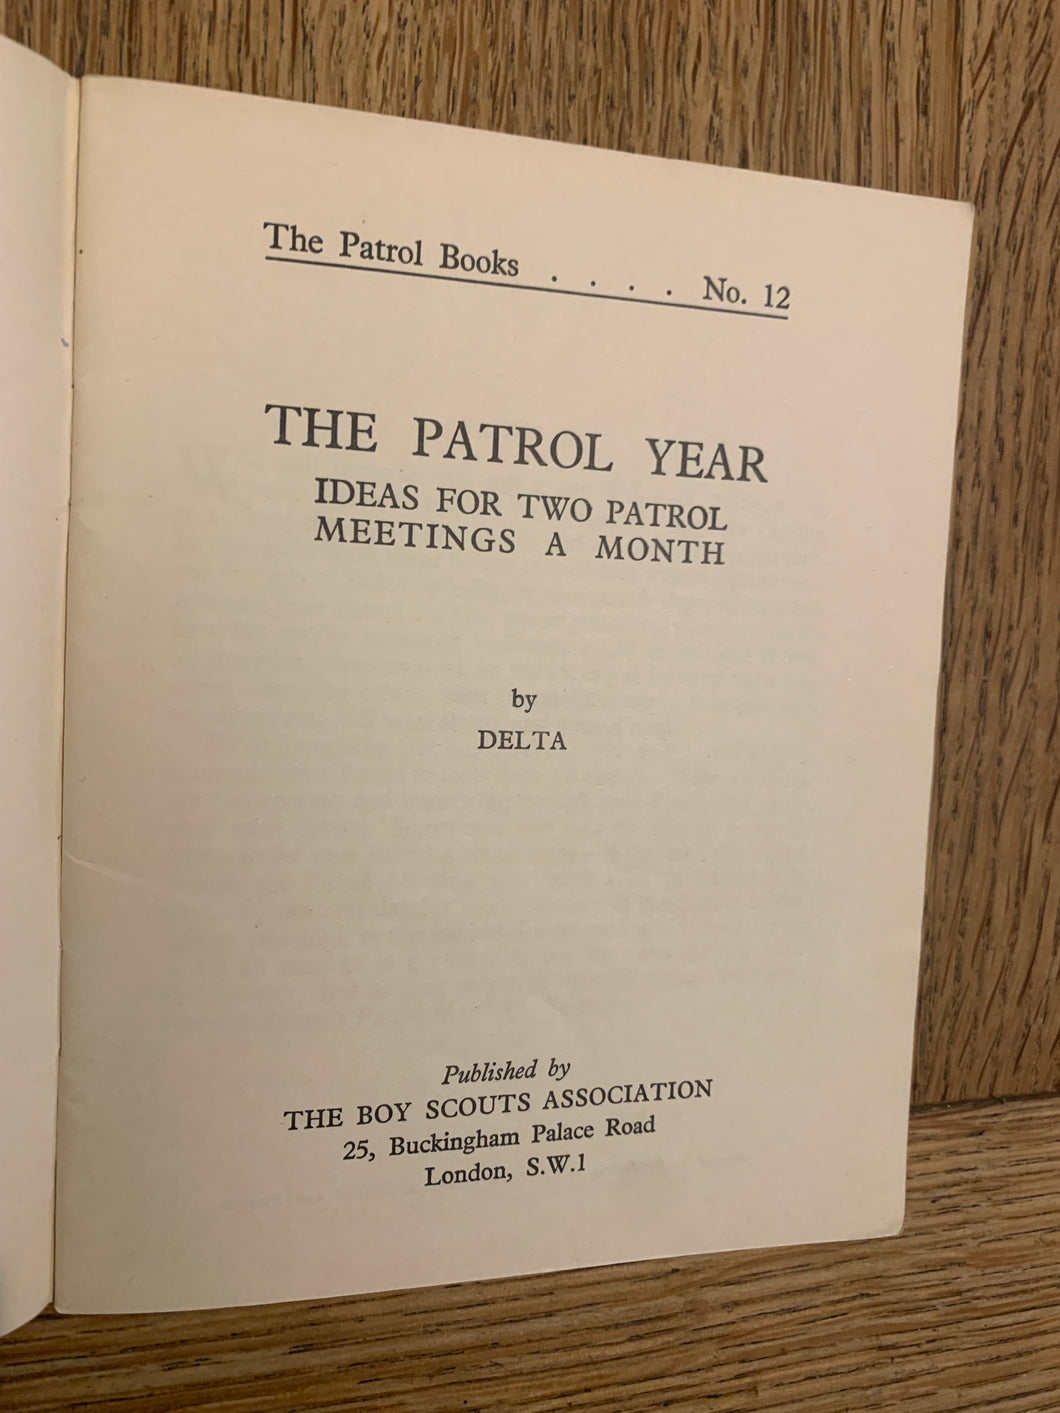 The Patrol Books . . . . No. 12
THE PATROL YEAR
IDEAS FOR TWO PATROL
MEETINGS A MONTH
by
DELTA
Published by
THE BOY SCOUTS ASSOCIATION
25, Buckingham Palace Road
London, S.W.1